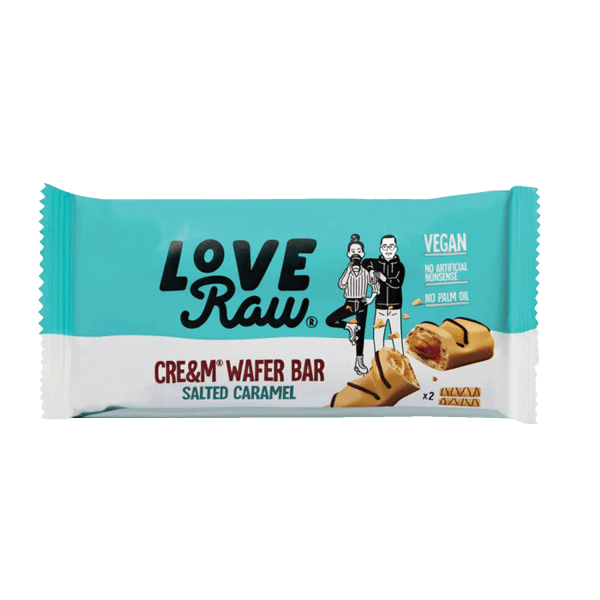 LOVE
Raw®
CRE&M® WAFER BAR
SALTED CARAMEL
VEGAN
NO ARTIFICIAL
NONSENSE
NO PALM OIL
x2